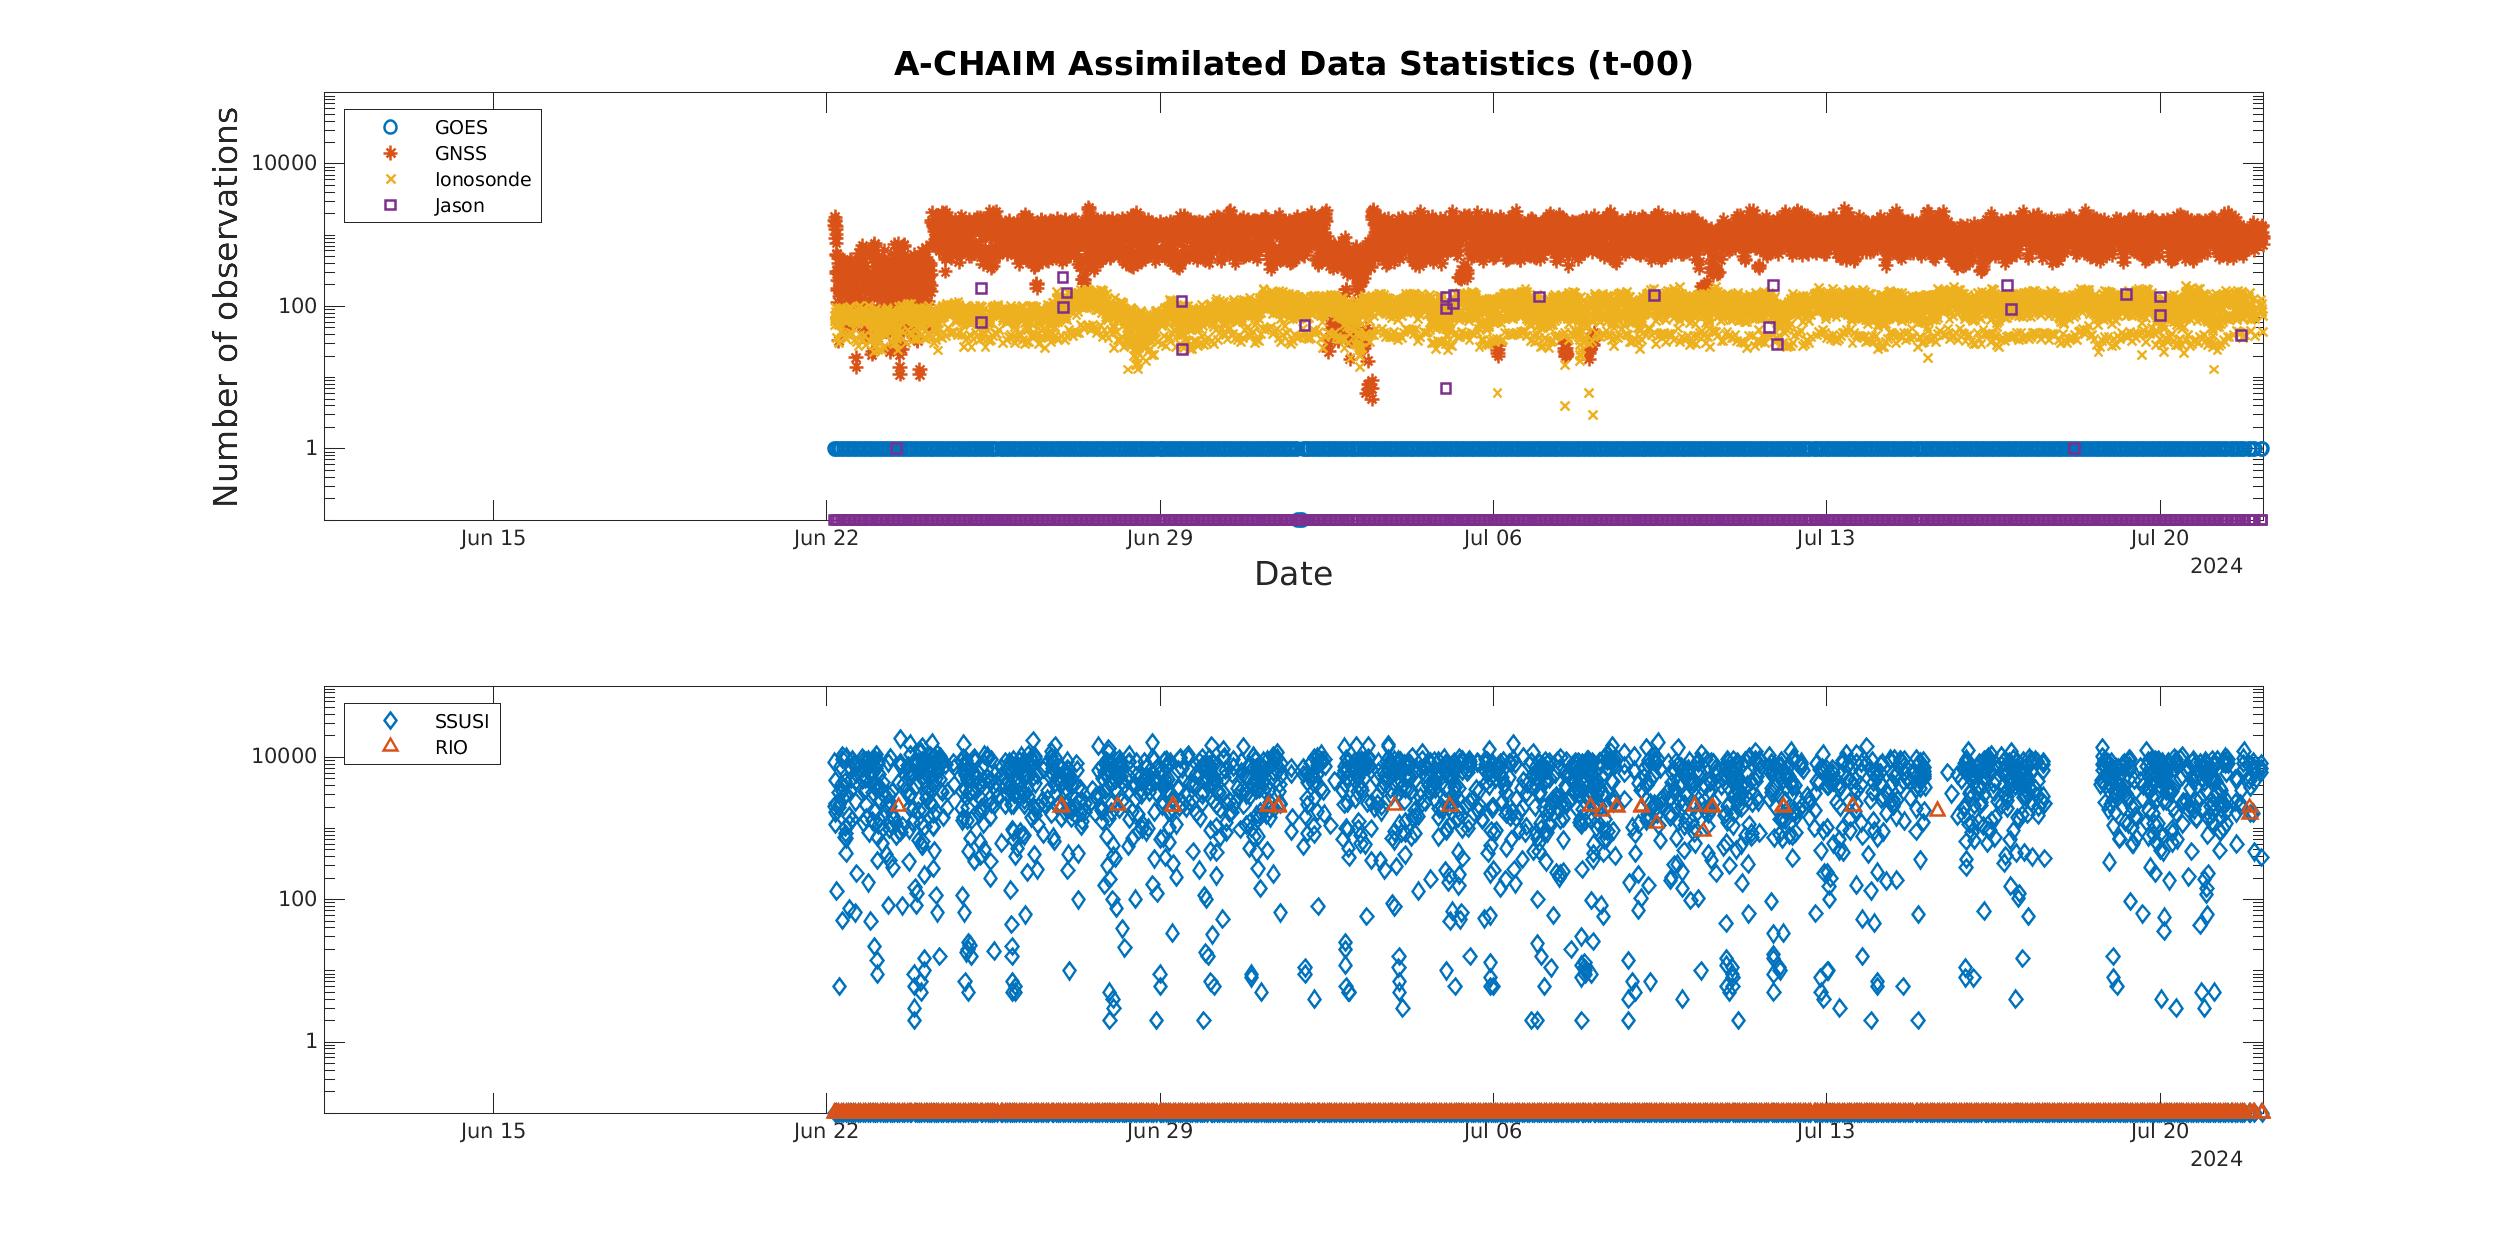 A-CHAIM Assimilated Data Statistics (t-00)
Number of observations
10000
100
1
GOES
GNSS
Ionosonde
Jason
Jun 15
Jun 22
Jun 29
Jul 06
Jul 13
Jul 20
2024
Date
10000
100
1
SSUSI
RIO
Jun 15
Jun 22
Jun 29
Jul 06
Jul 13
Jul 20
2024